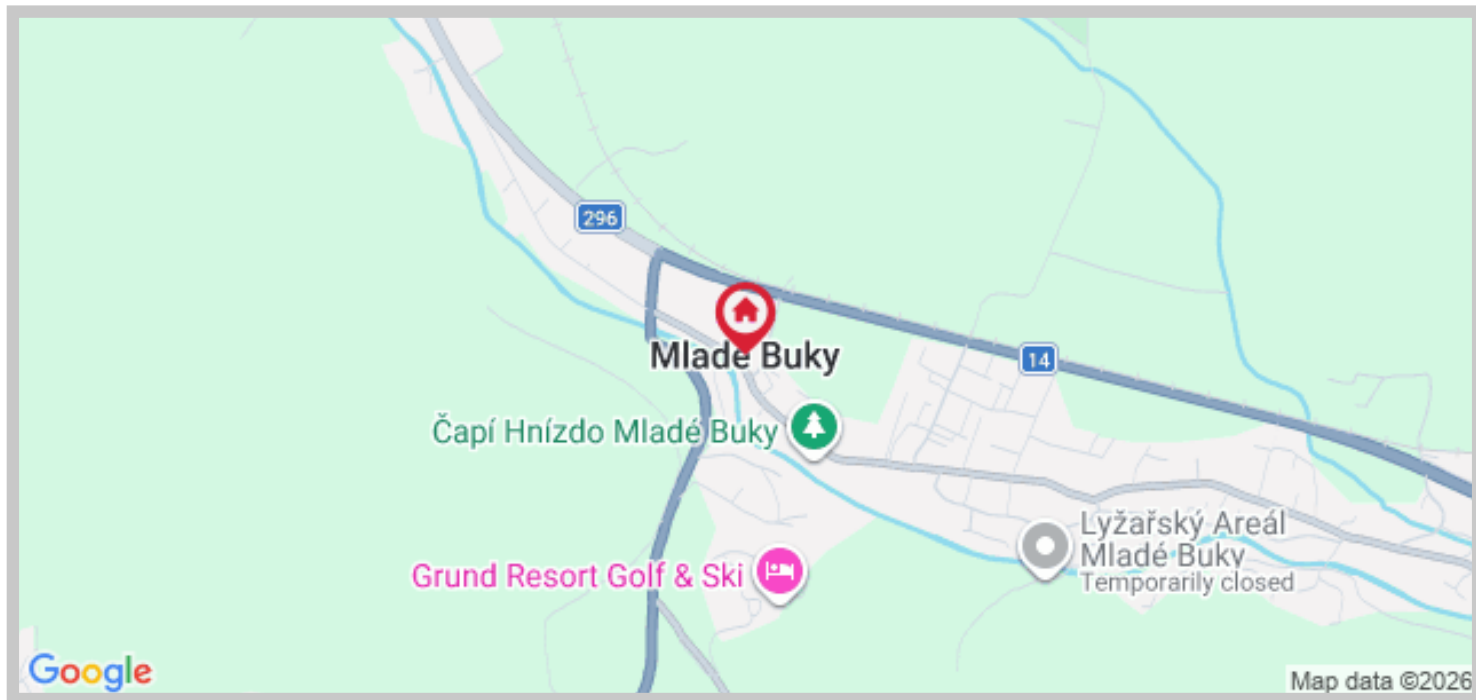 296
Mladé Buky
14
Čapí Hnízdo Mladé Buky
Lyžařský Areál
Mladé Buky
Temporarily closed
Grund Resort Golf & Ski
Google
Map data ©2026